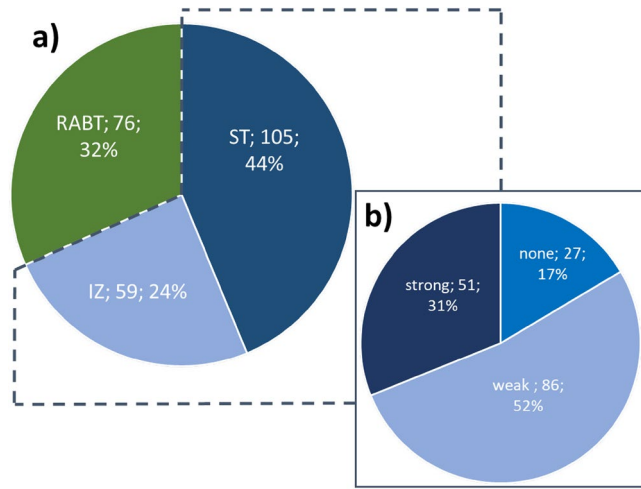 a)
RABT; 76;
32%
ST; 105;
44%
IZ; 59; 24%
b)
none; 27;
17%
strong; 51;
31%
weak ; 86;
52%